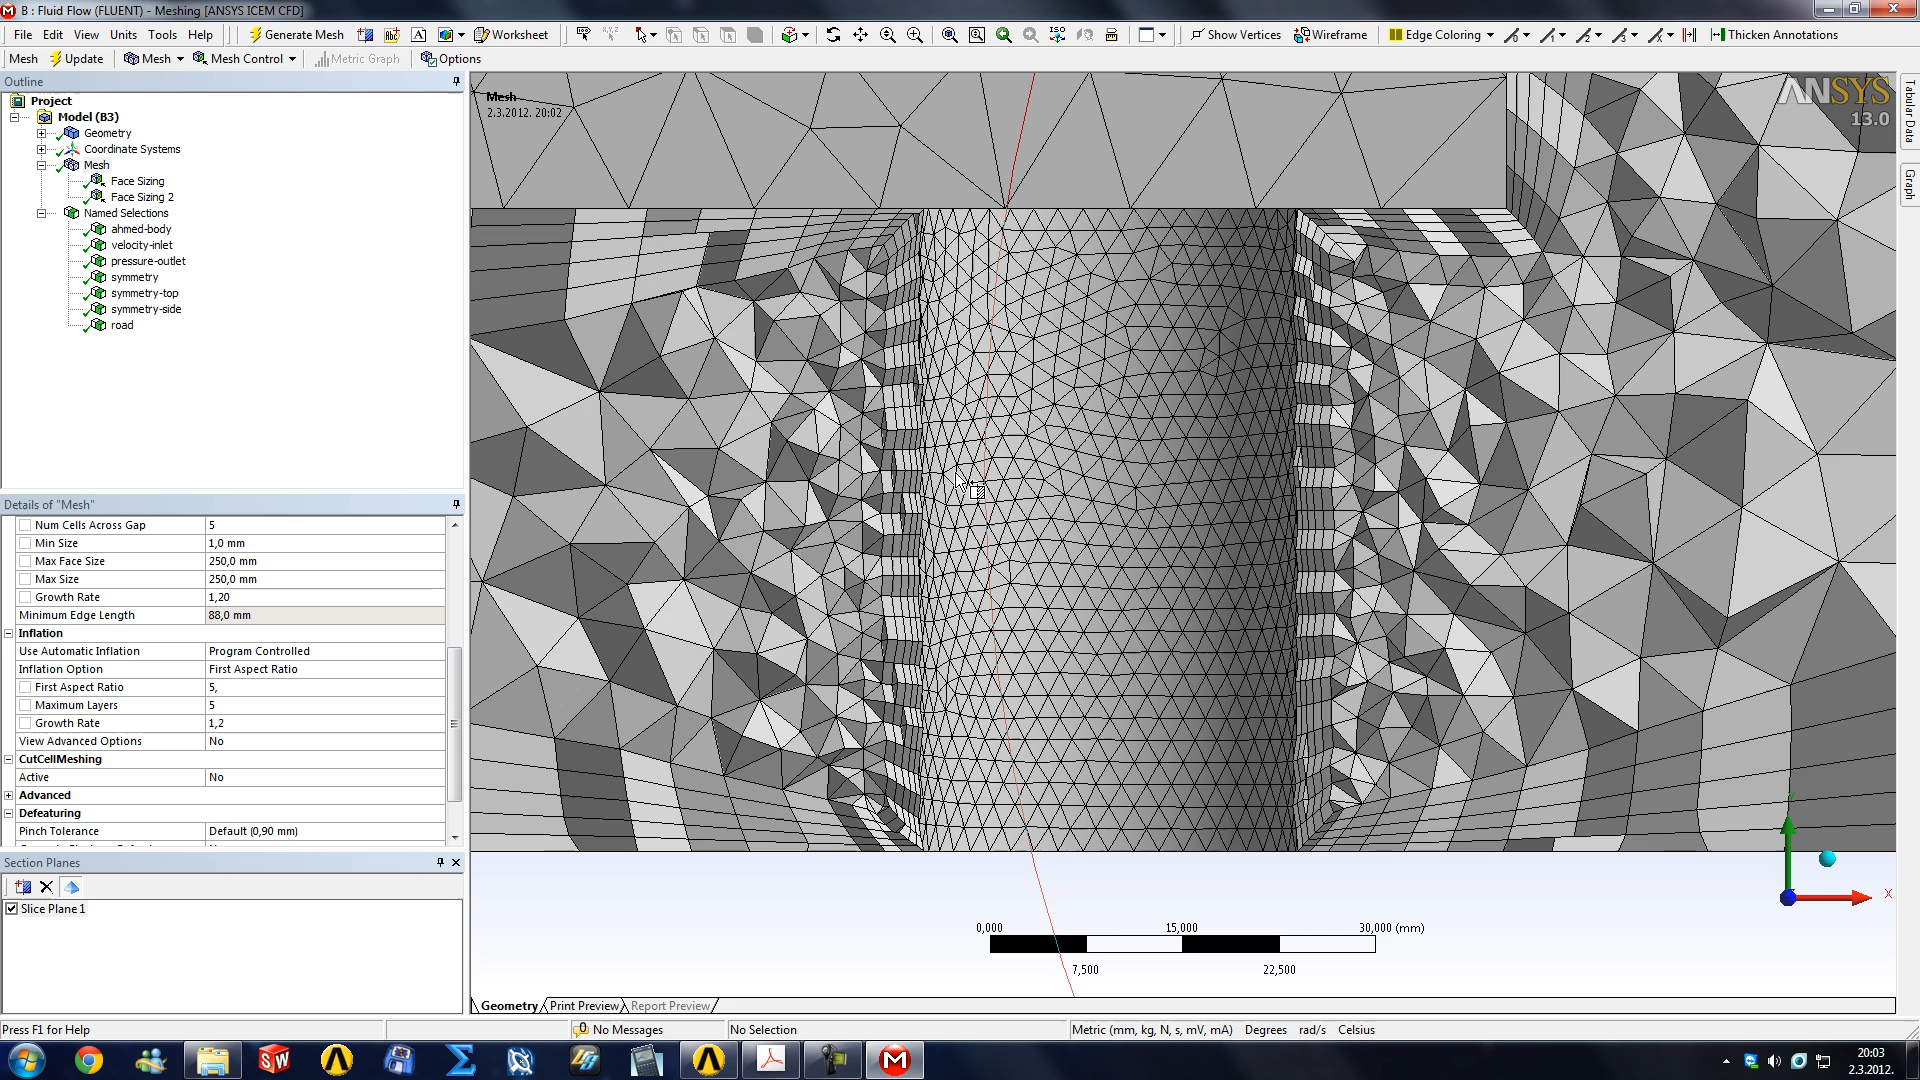 B : Fluid Flow (FLUENT) - Meshing [ANSYS ICEM CFD]
File Edit View Units Tools Help Generate Mesh Worksheet Show Vertices Wireframe Edge Coloring Thicken Annotations
Mesh Update Mesh Mesh Control Metric Graph Options
Outline
Project
Model (B3)
Geometry
Coordinate Systems
Mesh
Face Sizing
Face Sizing 2
Named Selections
ahmed-body
velocity-inlet
pressure-outlet
symmetry
symmetry-top
symmetry-side
road
Details of "Mesh"
Num Cells Across Gap 5
Min Size 1,0 mm
Max Face Size 250,0 mm
Max Size 250,0 mm
Growth Rate 1,20
Minimum Edge Length 88,0 mm
Inflation
Use Automatic Inflation Program Controlled
Inflation Option First Aspect Ratio
First Aspect Ratio 5,
Maximum Layers 5
Growth Rate 1,2
View Advanced Options No
CutCellMeshing
Active No
Advanced
Defeaturing
Pinch Tolerance Default (0,90 mm)
Section Planes
Slice Plane 1
Mesh
2.3.2012. 20:02
ANSYS
13.0
Tabular Data
Graph
X
0,000 15,000 30,000 (mm)
7,500 22,500
Geometry Print Preview Report Preview
Press F1 for Help 0 No Messages No Selection Metric (mm, kg, N, s, mV, mA) Degrees rad/s Celsius
20:03
2.3.2012.